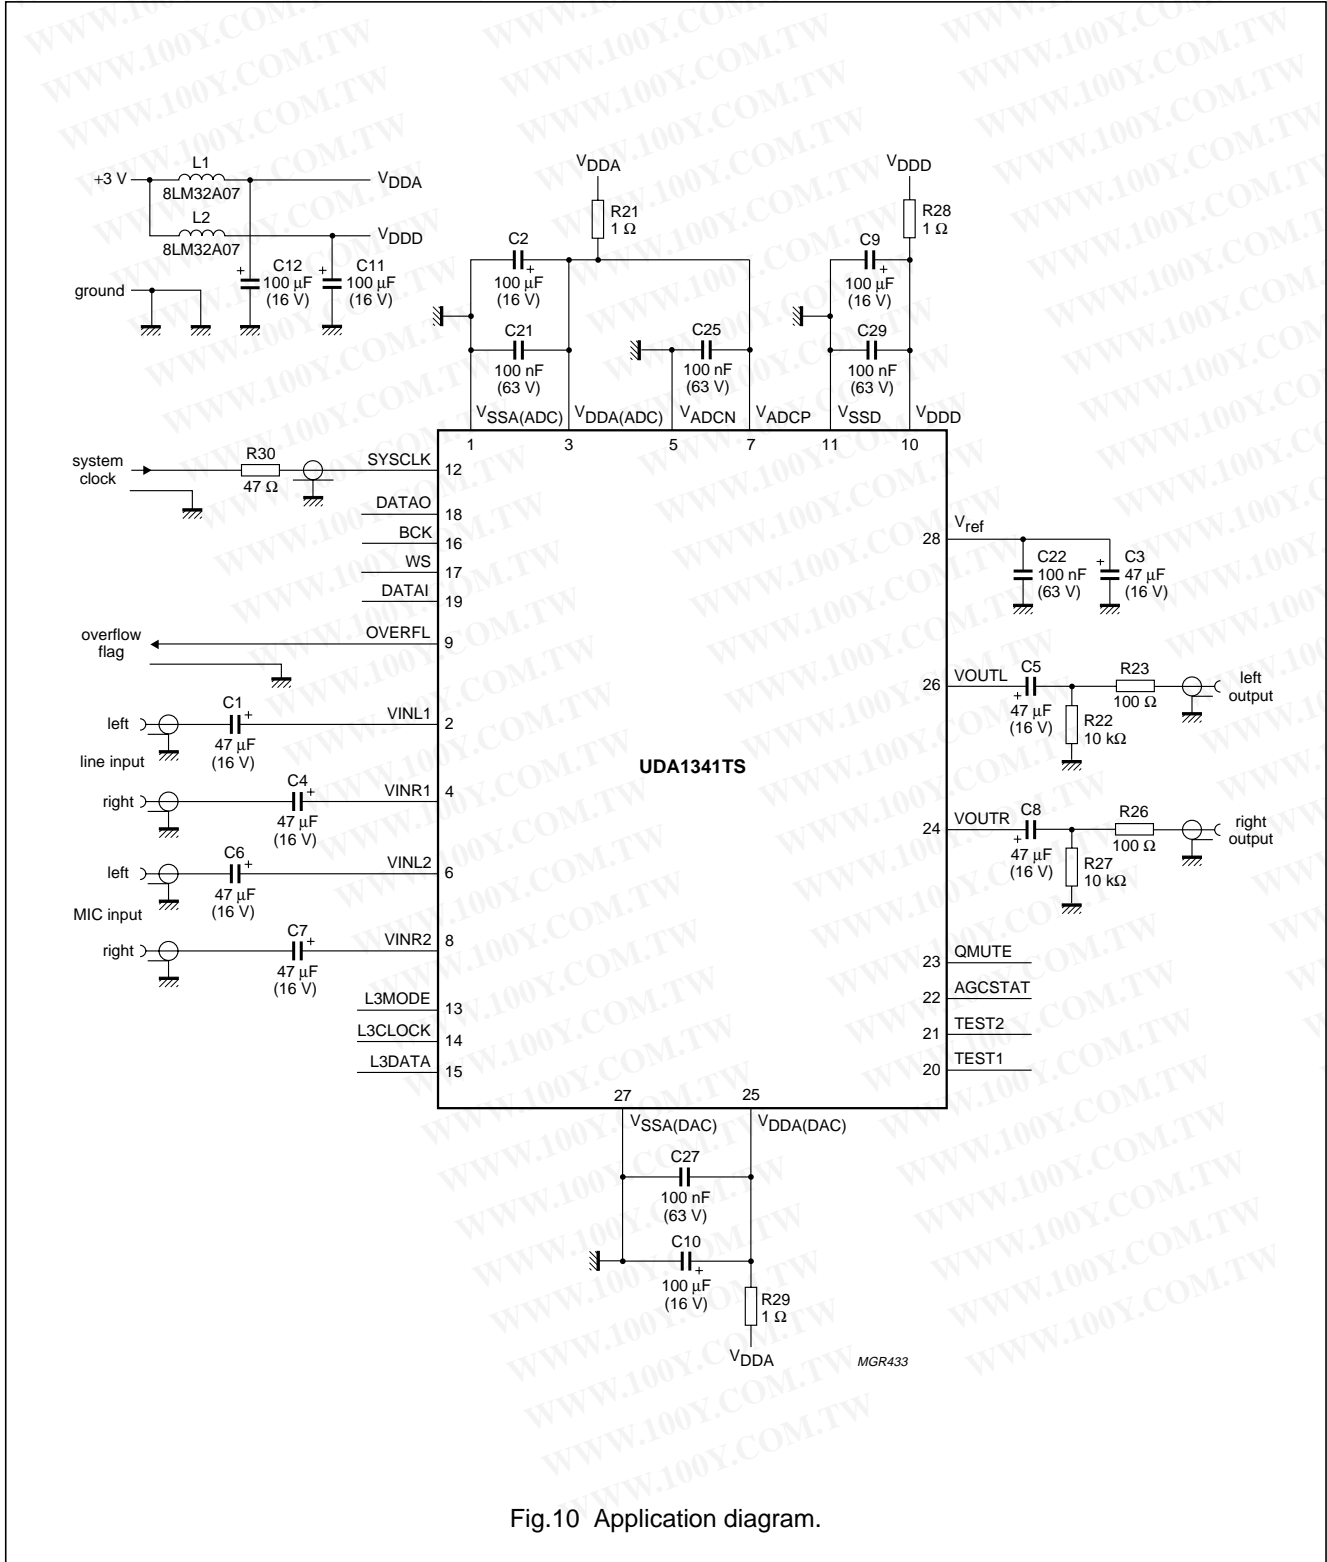 WWW.100Y.COM.TW
+3 V
L1
8LM32A07
VDDA
L2
8LM32A07
VDDD
ground
C12
100 μF
(16 V)
C11
100 μF
(16 V)
VDDA
R21
1 Ω
C2
100 μF
(16 V)
C21
100 nF
(63 V)
C25
100 nF
(63 V)
VDDD
R28
1 Ω
C9
100 μF
(16 V)
C29
100 nF
(63 V)
VSSA(ADC)
VDDA(ADC)
VADCN
VADCP
VSSD
VDDD
1
3
5
7
11
10
system
clock
R30
47 Ω
SYSCLK
12
DATAO
18
BCK
16
WS
17
DATAI
19
overflow
flag
OVERFL
9
left
C1
47 μF
(16 V)
VINL1
2
line input
right
C4
47 μF
(16 V)
VINR1
4
left
C6
47 μF
(16 V)
VINL2
6
MIC input
right
C7
47 μF
(16 V)
VINR2
8
L3MODE
13
L3CLOCK
14
L3DATA
15
UDA1341TS
28
Vref
C22
100 nF
(63 V)
C3
47 μF
(16 V)
26
VOUTL
C5
47 μF
(16 V)
R22
10 kΩ
R23
100 Ω
left
output
24
VOUTR
C8
47 μF
(16 V)
R27
10 kΩ
R26
100 Ω
right
output
23
QMUTE
22
AGCSTAT
21
TEST2
20
TEST1
27
25
VSSA(DAC)
VDDA(DAC)
C27
100 nF
(63 V)
C10
100 μF
(16 V)
R29
1 Ω
VDDA
MGR433
Fig.10 Application diagram.